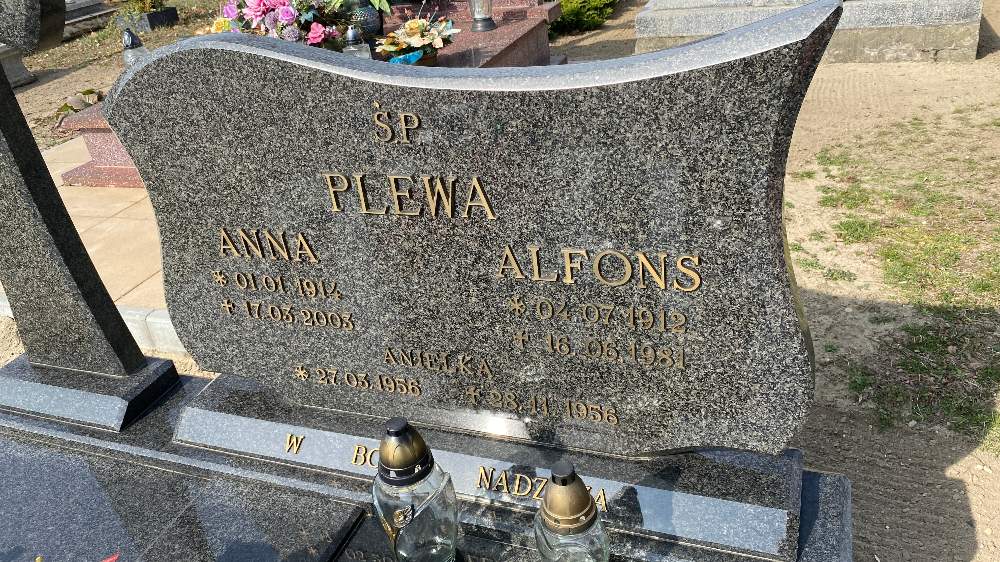 Ś.P.
PLEWA
ANNA
* 01.01.1914
+ 17.03.2003
ALFONS
* 04.07.1912
+ 16.06.1981
ANIELKA
* 27.03.1956 + 28.11.1956
W NADZ